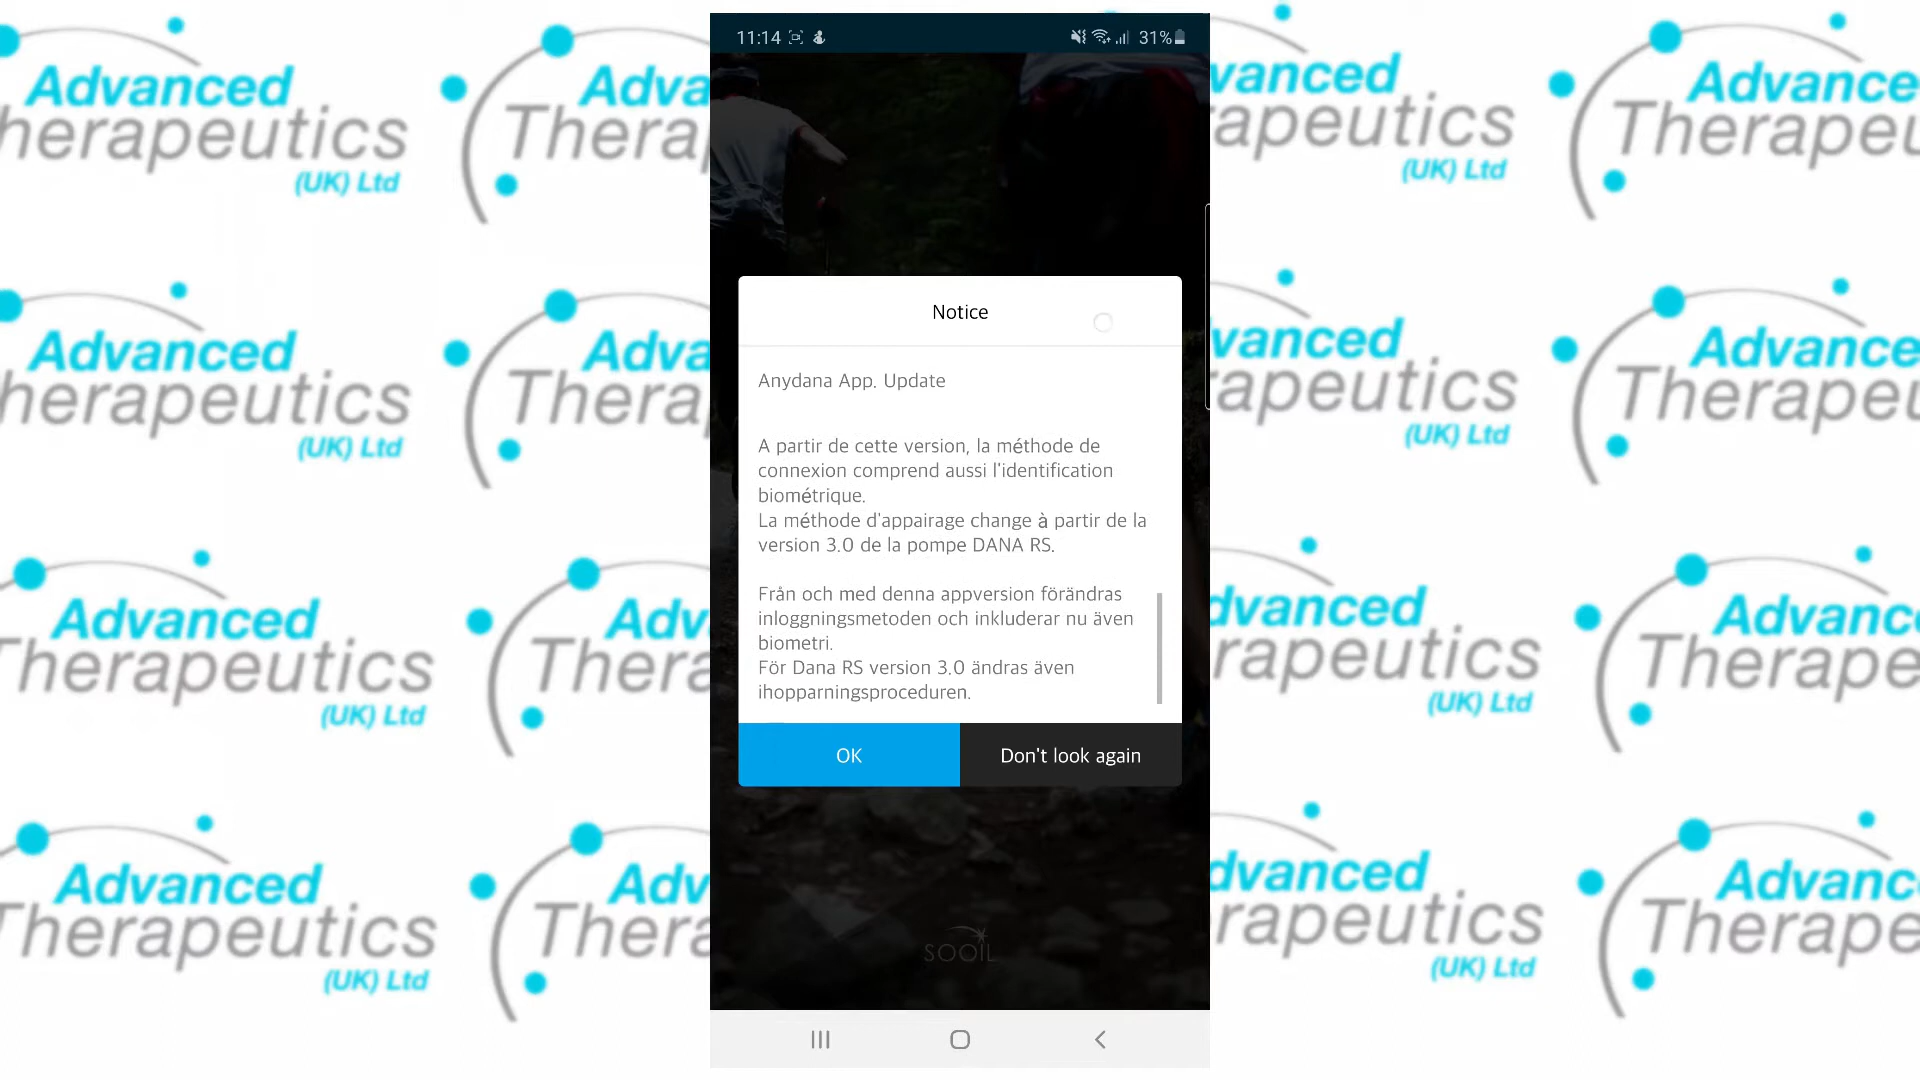 Advanced
Therapeutics
(UK) Ltd
11:14
31%
Notice
Anydana App. Update
A partir de cette version, la méthode de
connexion comprend aussi l'identification
biométrique.
La méthode d'appairage change à partir de la
version 3.0 de la pompe DANA RS.
Från och med denna appversion förändras
inloggningsmetoden och inkluderar nu även
biometri.
För Dana RS version 3.0 ändras även
ihopparningsproceduren.
OK
Don't look again
SOOIL